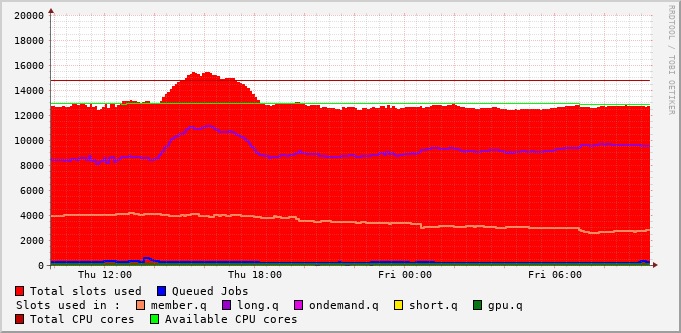 20000
18000
16000
14000
12000
10000
8000
6000
4000
2000
0
Thu 12:00 Thu 18:00 Fri 00:00 Fri 06:00
RRDTOOL / TOBI OETIKER
Total slots used Queued Jobs
Slots used in : member.q long.q ondemand.q short.q gpu.q
Total CPU cores Available CPU cores